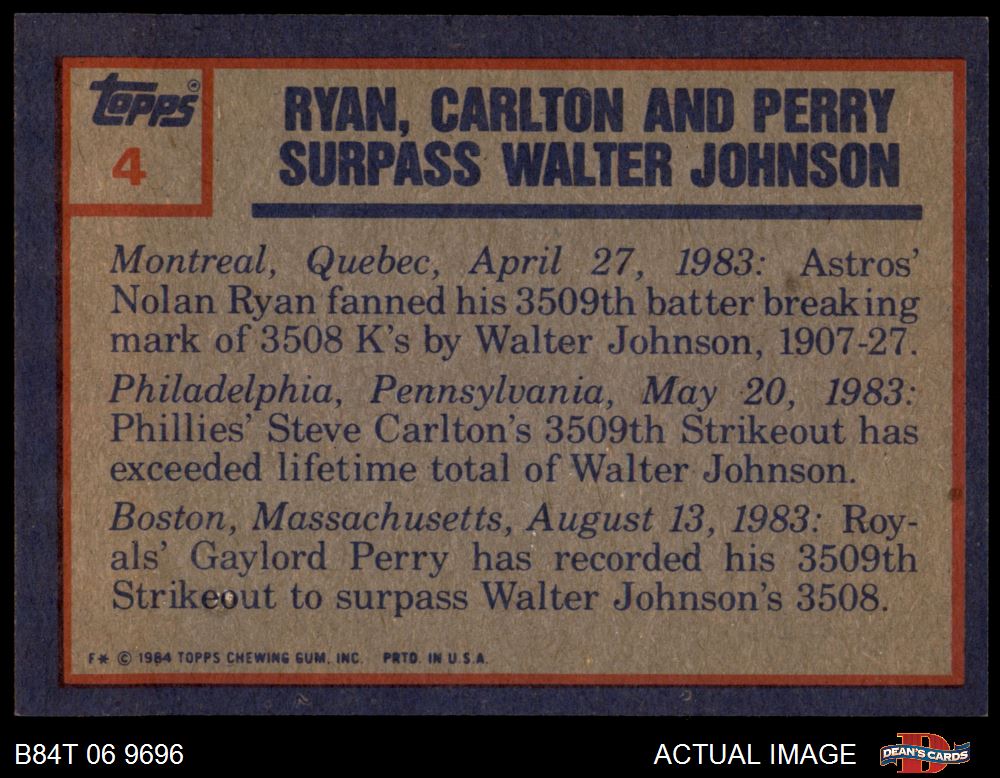 Topps®
4
RYAN, CARLTON AND PERRY
SURPASS WALTER JOHNSON
Montreal, Quebec, April 27, 1983: Astros'
Nolan Ryan fanned his 3509th batter breaking
mark of 3508 K's by Walter Johnson, 1907-27.
Philadelphia, Pennsylvania, May 20, 1983:
Phillies' Steve Carlton's 3509th Strikeout has
exceeded lifetime total of Walter Johnson.
Boston, Massachusetts, August 13, 1983: Roy-
als' Gaylord Perry has recorded his 3509th
Strikeout to surpass Walter Johnson's 3508.
F* © 1984 TOPPS CHEWING GUM, INC. PRTD. IN U.S.A.
B84T 06 9696
ACTUAL IMAGE
D
DEAN'S CARDS